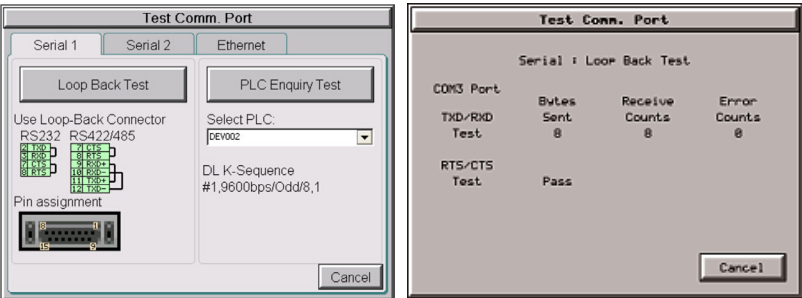 Test Comm. Port
Serial 1 Serial 2 Ethernet
Loop Back Test
Use Loop-Back Connector
RS232 RS422/485
2 TXD 7 CTS
3 RXD 8 RTS
7 CTS 9 RXD+
8 RTS 10 RXD-
11 TXD+
12 TXD-
Pin assignment
8 1
15 9
PLC Enquiry Test
Select PLC:
DEV002
DL K-Sequence
#1,9600bps/Odd/8,1
Cancel
Test Comm. Port
Serial : Loop Back Test
COM3 Port
Bytes Receive Error
TXD/RXD Sent Counts Counts
Test 8 8 0
RTS/CTS
Test Pass
Cancel